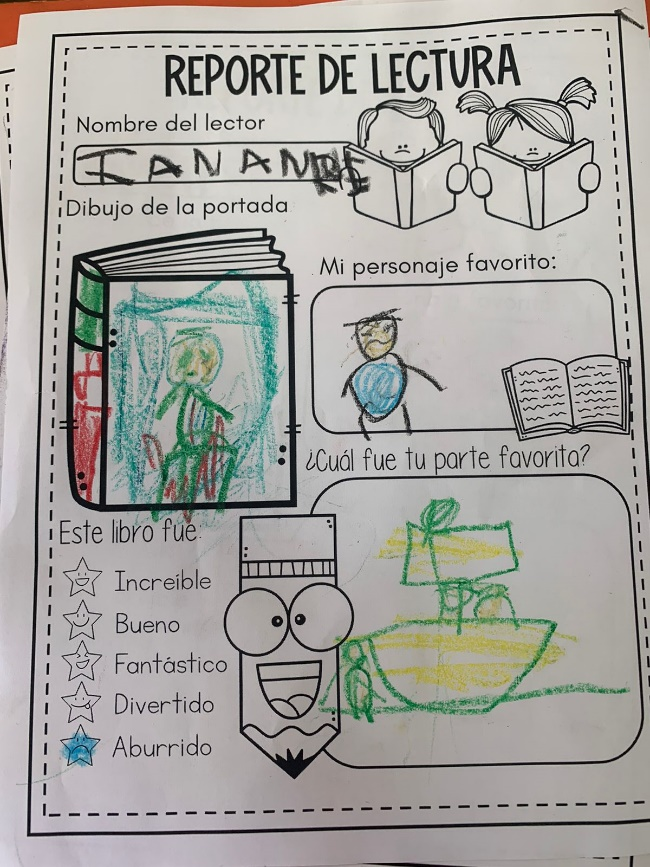 REPORTE DE LECTURA
Nombre del lector
Dibujo de la portada
Mi personaje favorito:
¿Cuál fue tu parte favorita?
Este libro fue
Increíble
Bueno
Fantástico
Divertido
Aburrido